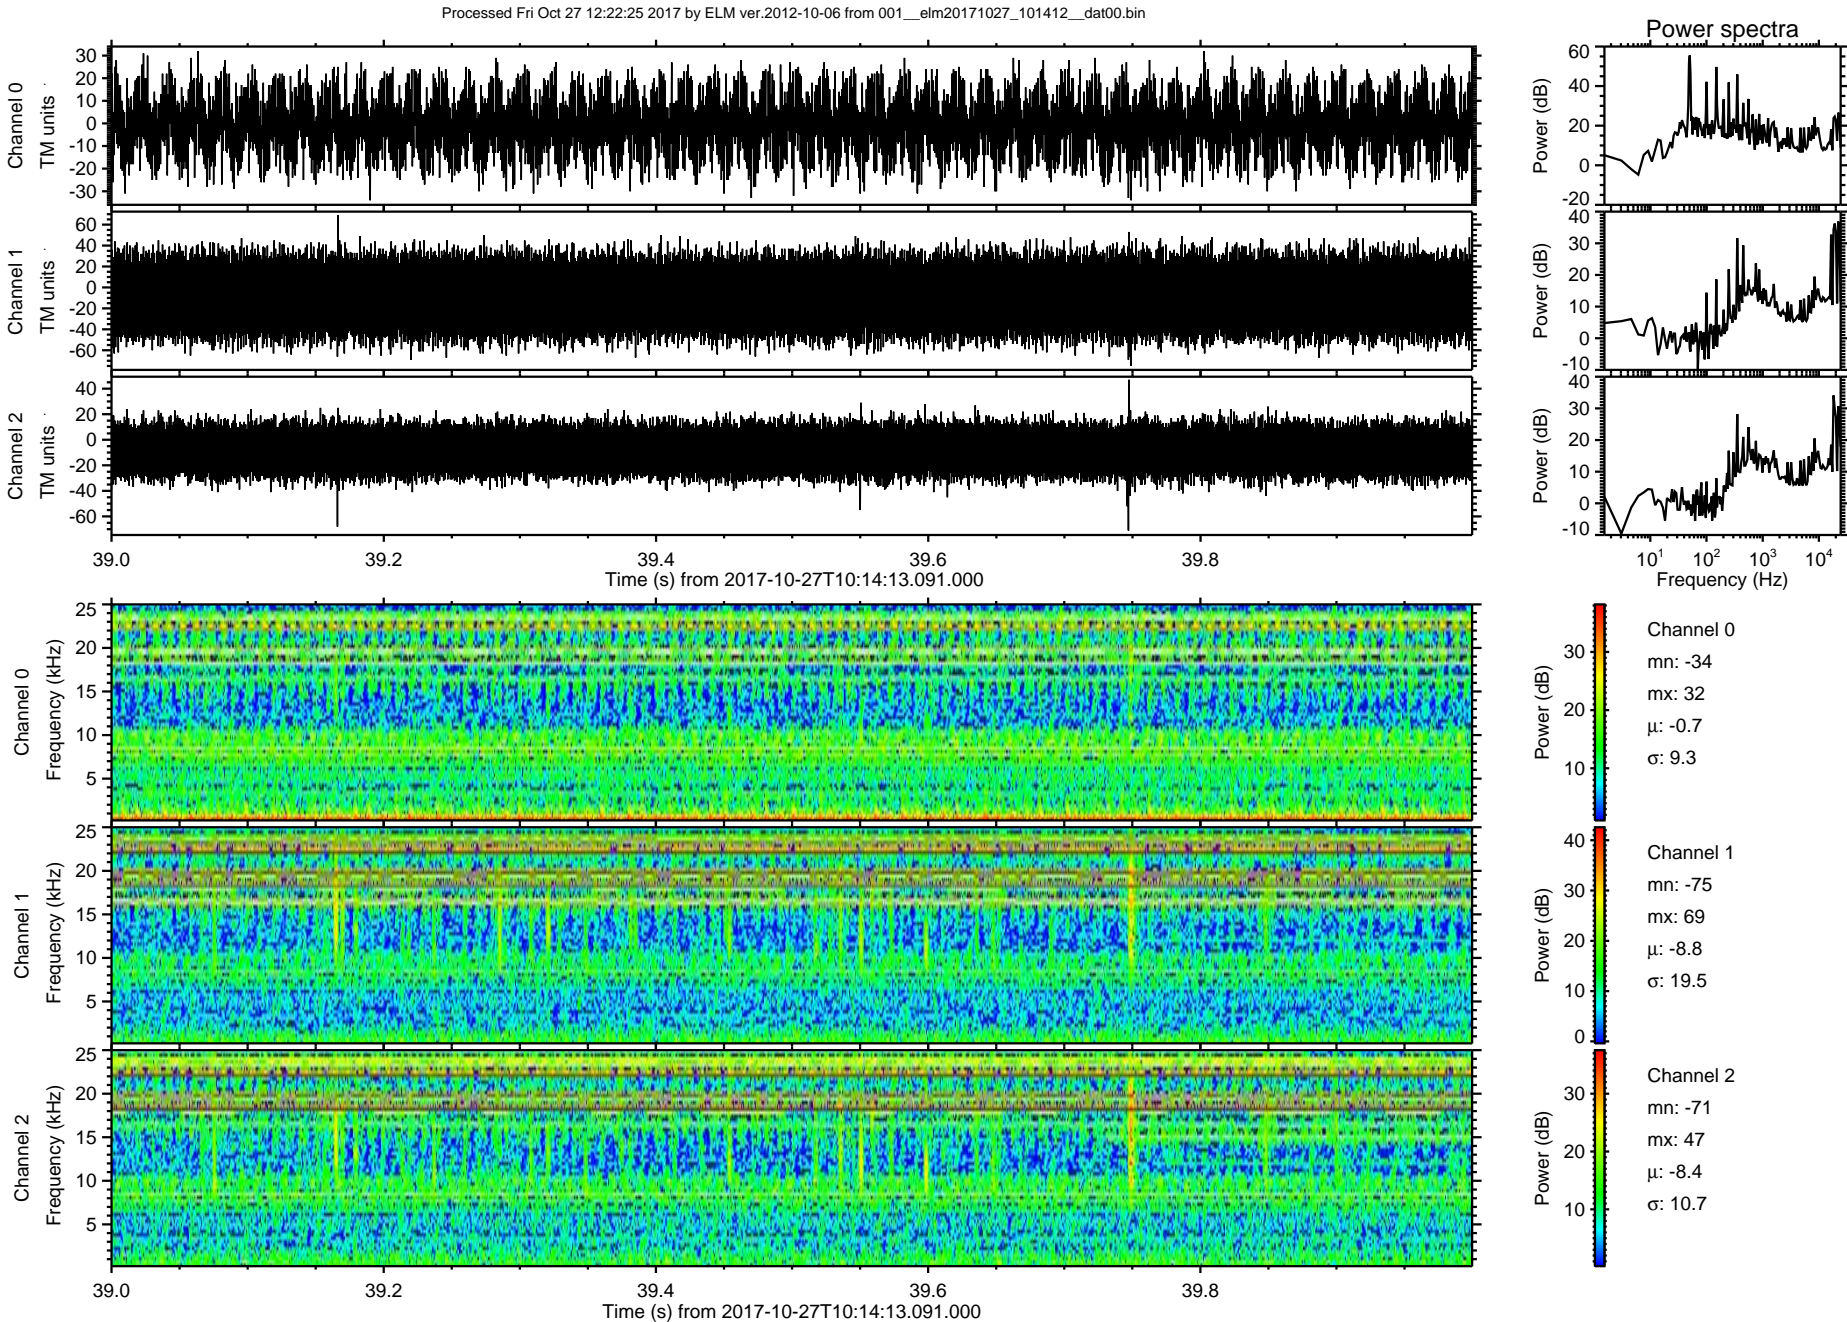 Processed Fri Oct 27 12:22:25 2017 by ELM ver.2012-10-06 from 001__elm20171027_101412__dat00.bin
Power spectra
Channel 0
TM units
30
20
10
0
-10
-20
-30
Power (dB)
60
40
20
0
-20
Channel 1
TM units
60
40
20
0
-20
-40
-60
Power (dB)
40
30
20
10
0
-10
Channel 2
TM units
40
20
0
-20
-40
-60
Power (dB)
40
30
20
10
0
-10
39.0 39.2 39.4 39.6 39.8
Time (s) from 2017-10-27T10:14:13.091.000
10^1 10^2 10^3 10^4
Frequency (Hz)
Channel 0
Frequency (kHz)
25
20
15
10
5
Power (dB)
30
20
10
Channel 0
mn: -34
mx: 32
μ: -0.7
σ: 9.3
Channel 1
Frequency (kHz)
25
20
15
10
5
Power (dB)
40
30
20
10
0
Channel 1
mn: -75
mx: 69
μ: -8.8
σ: 19.5
Channel 2
Frequency (kHz)
25
20
15
10
5
Power (dB)
30
20
10
Channel 2
mn: -71
mx: 47
μ: -8.4
σ: 10.7
39.0 39.2 39.4 39.6 39.8
Time (s) from 2017-10-27T10:14:13.091.000